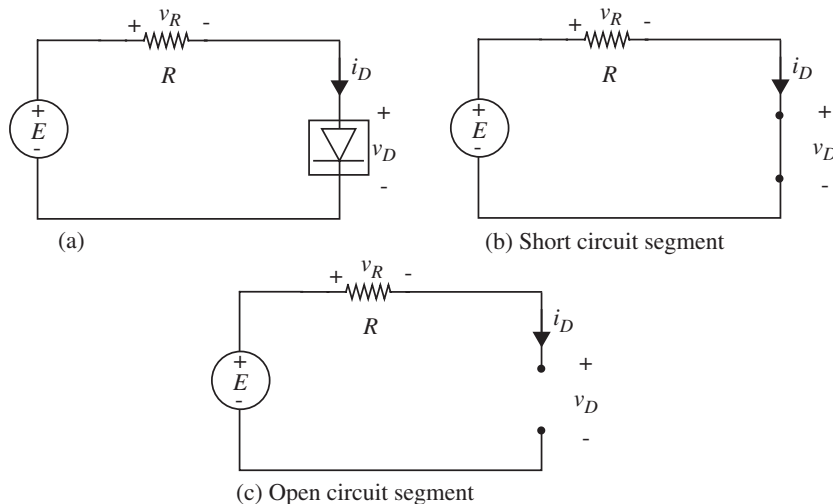 + v_R -
R
i_D
+
E
-
+
v_D
-
(a)
+ v_R -
R
i_D
+
E
-
+
v_D
-
(b) Short circuit segment
+ v_R -
R
i_D
+
E
-
+
v_D
-
(c) Open circuit segment